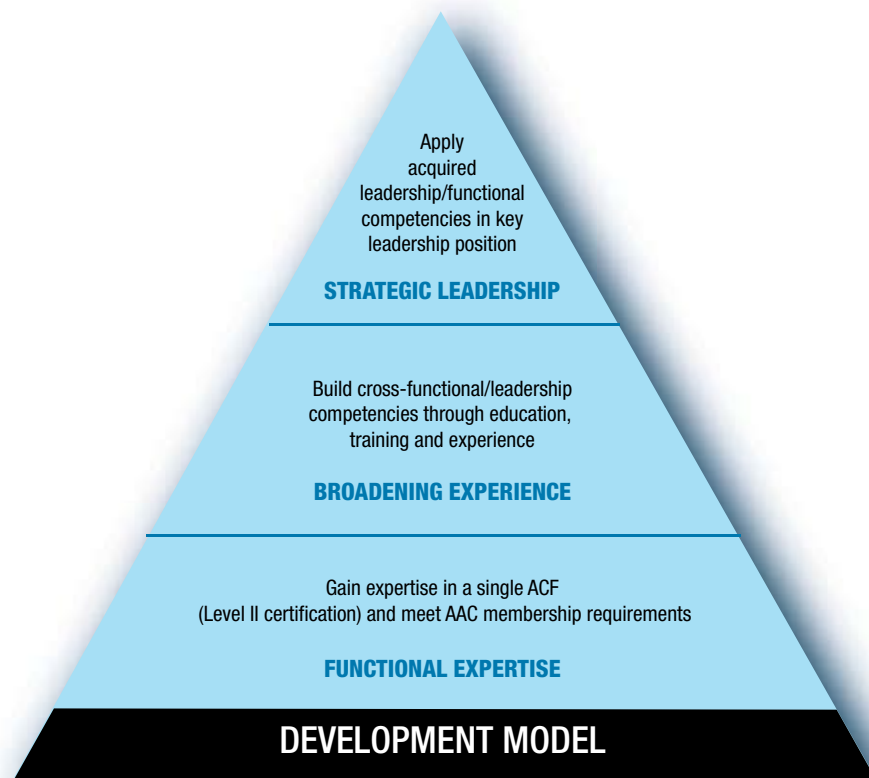 Apply
acquired
leadership/functional
competencies in key
leadership position
STRATEGIC LEADERSHIP
Build cross-functional/leadership
competencies through education,
training and experience
BROADENING EXPERIENCE
Gain expertise in a single ACF
(Level II certification) and meet AAC membership requirements
FUNCTIONAL EXPERTISE
DEVELOPMENT MODEL